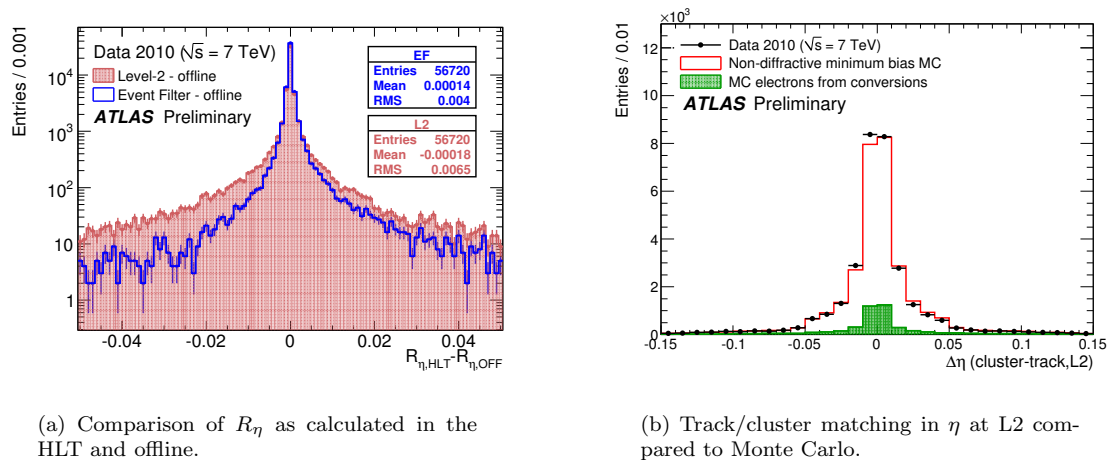 Entries / 0.001
Data 2010 (√s = 7 TeV)
Level-2 - offline
Event Filter - offline
ATLAS Preliminary
EF
Entries 56720
Mean 0.00014
RMS 0.004
L2
Entries 56720
Mean -0.00018
RMS 0.0065
10⁴
10³
10²
10
1
-0.04 -0.02 0 0.02 0.04
Rη,HLT-Rη,OFF
(a) Comparison of Rη as calculated in the
HLT and offline.
×10³
Entries / 0.01
Data 2010 (√s = 7 TeV)
Non-diffractive minimum bias MC
MC electrons from conversions
ATLAS Preliminary
12
10
8
6
4
2
0
-0.15 -0.1 -0.05 0 0.05 0.1 0.15
Δη (cluster-track,L2)
(b) Track/cluster matching in η at L2 com-
pared to Monte Carlo.